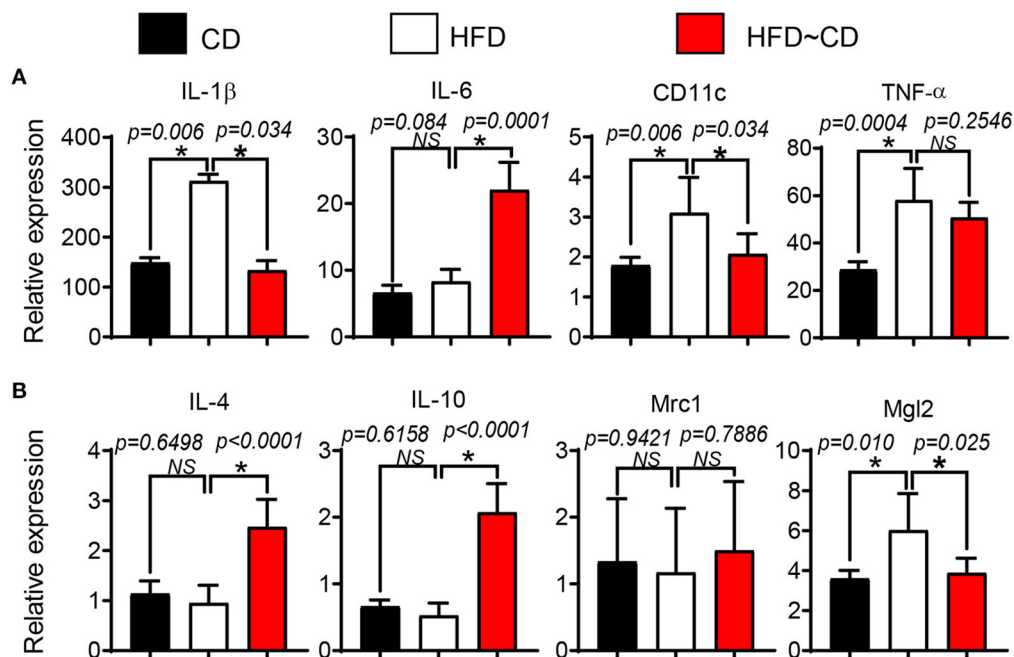 CD HFD HFD~CD
A
IL-1β IL-6 CD11c TNF-α
p=0.006 p=0.034 p=0.084 p=0.0001 p=0.006 p=0.034 p=0.0004 p=0.2546
* * NS * * * * NS
Relative expression
400 300 200 100 0
30 20 10 0
5 4 3 2 1 0
80 60 40 20 0
B
IL-4 IL-10 Mrc1 Mgl2
p=0.6498 p<0.0001 p=0.6158 p<0.0001 p=0.9421 p=0.7886 p=0.010 p=0.025
NS * NS * NS NS * *
Relative expression
4 3 2 1 0
3 2 1 0
3 2 1 0
10 8 6 4 2 0